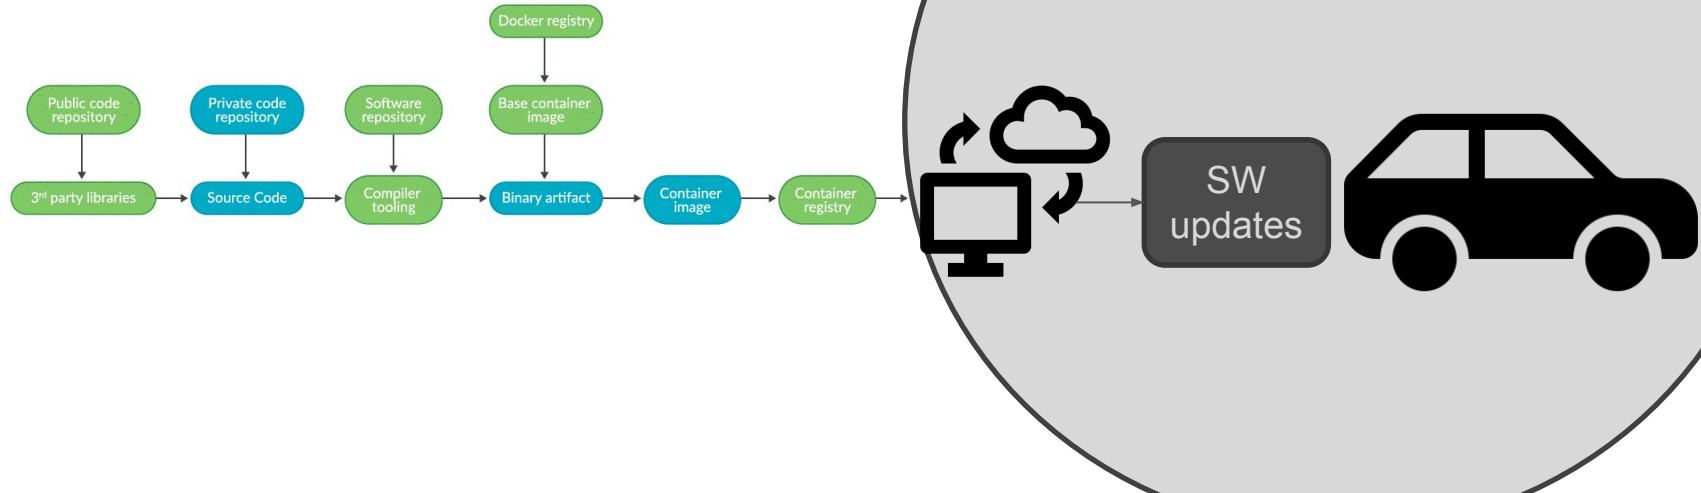 Docker registry
Public code
repository
Private code
repository
Software
repository
Base container
image
3rd party libraries
Source Code
Compiler
tooling
Binary artifact
Container
image
Container
registry
SW
updates